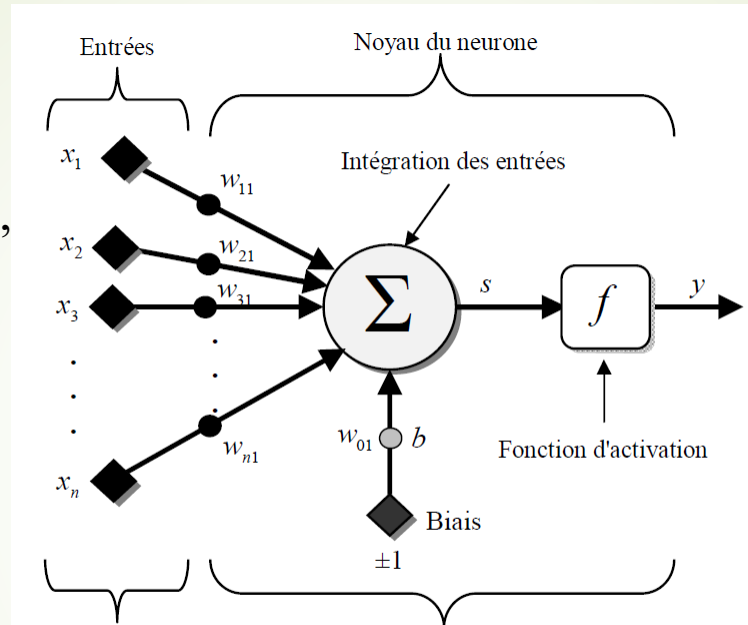 Entrées
Noyau du neurone
Intégration des entrées
,
x₁
w₁₁
x₂
w₂₁
x₃
w₃₁
Σ
s
f
y
.
.
.
.
.
.
xₙ
wₙ₁
w₀₁
b
Fonction d'activation
Biais
±1